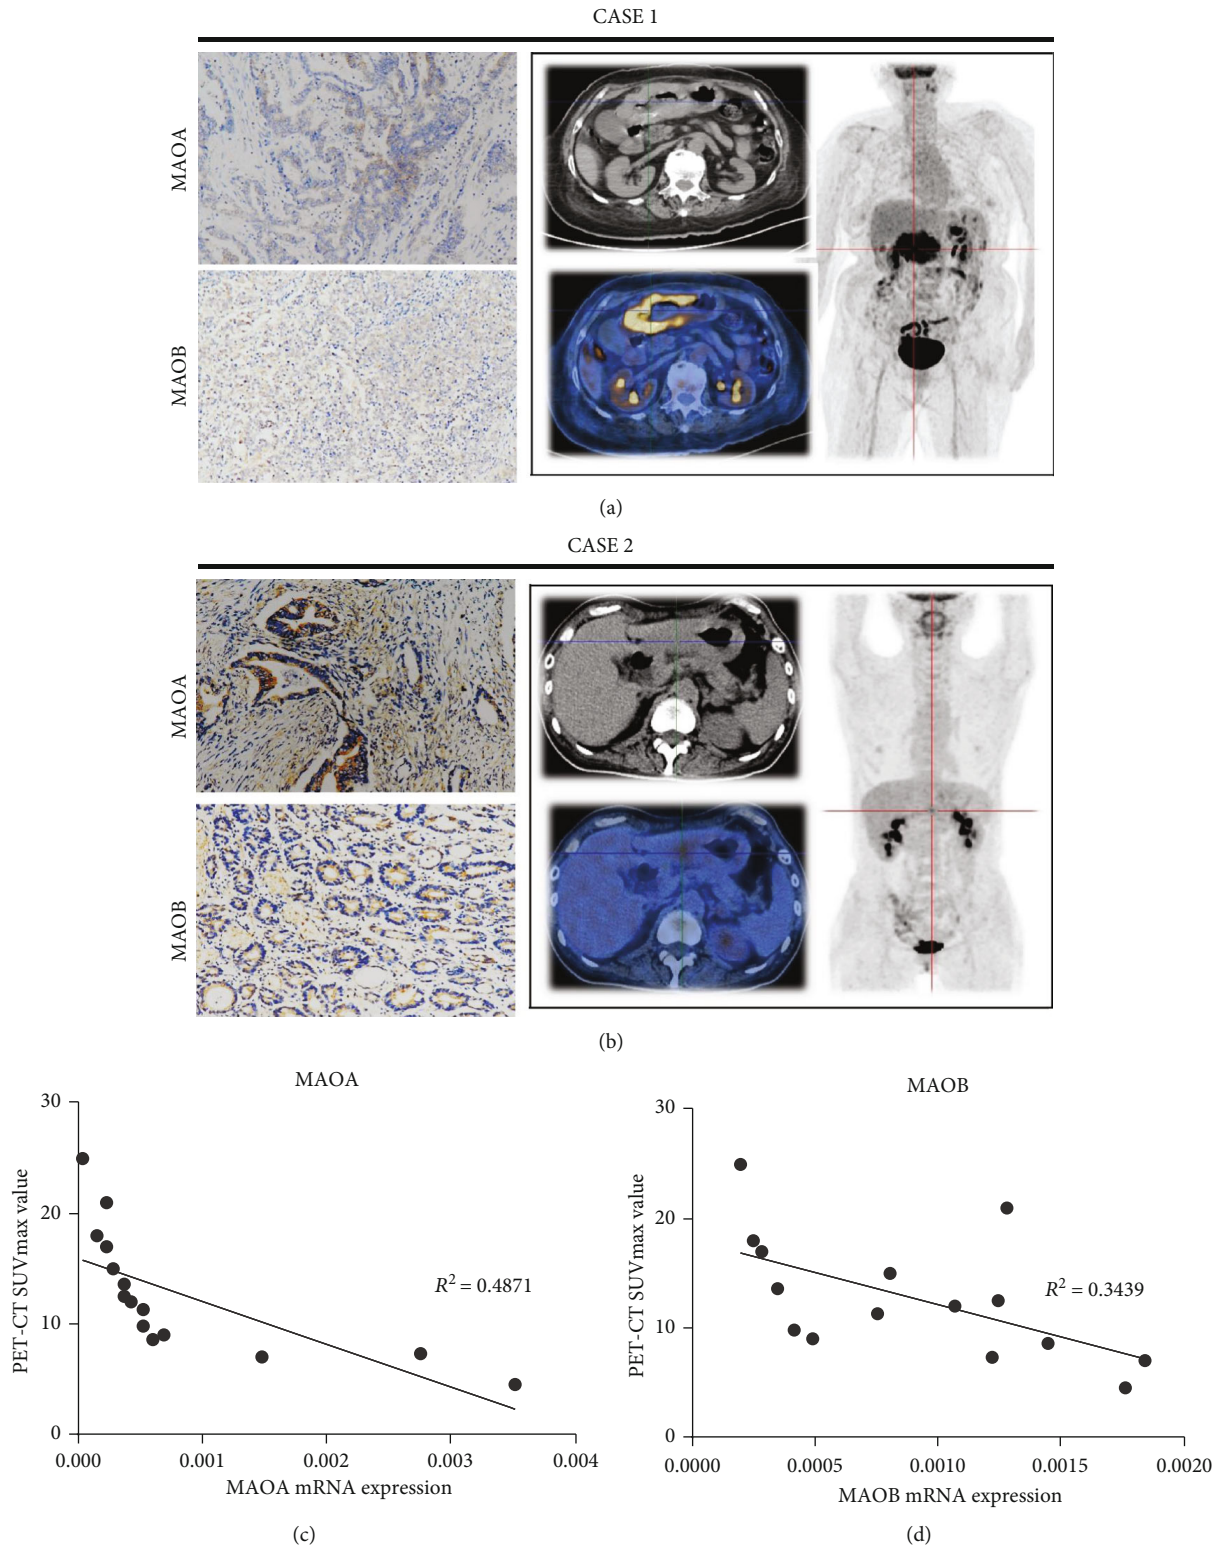 CASE 1
MAOA
MAOB
(a)
CASE 2
MAOA
MAOB
(b)
MAOA
30
20
10
0
PET-CT SUVmax value
R² = 0.4871
0.000 0.001 0.002 0.003 0.004
MAOA mRNA expression
(c)
MAOB
30
20
10
0
PET-CT SUVmax value
R² = 0.3439
0.0000 0.0005 0.0010 0.0015 0.0020
MAOB mRNA expression
(d)